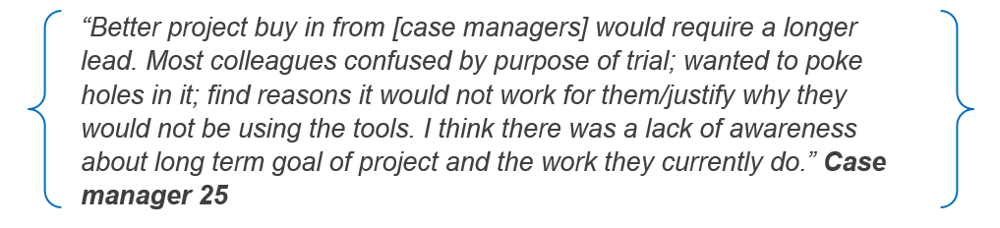 “Better project buy in from [case managers] would require a longer
lead. Most colleagues confused by purpose of trial; wanted to poke
holes in it; find reasons it would not work for them/justify why they
would not be using the tools. I think there was a lack of awareness
about long term goal of project and the work they currently do.” Case
manager 25